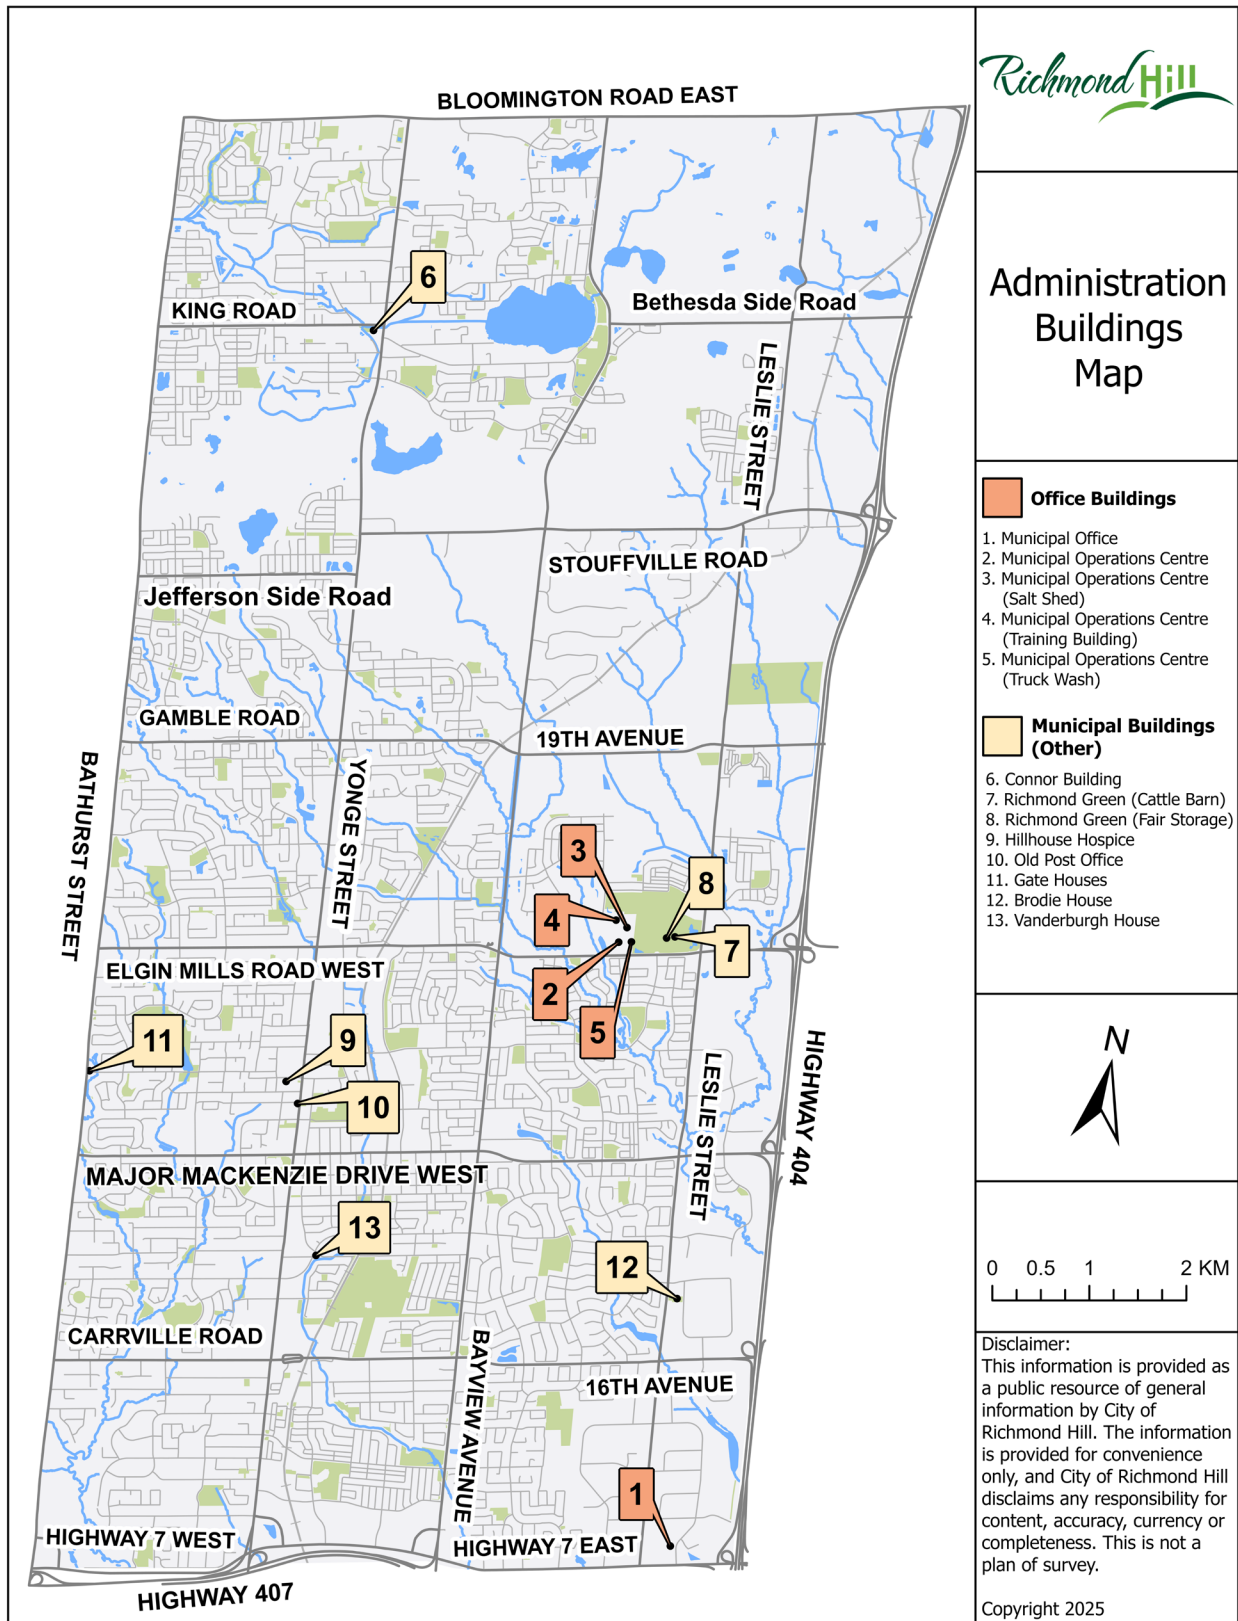 BLOOMINGTON ROAD EAST
6
KING ROAD
Bethesda Side Road
LESLIE STREET
STOUFFVILLE ROAD
Jefferson Side Road
GAMBLE ROAD
19TH AVENUE
BATHURST STREET
YONGE STREET
3
8
4
7
2
5
ELGIN MILLS ROAD WEST
11
9
10
HIGHWAY 404
LESLIE STREET
MAJOR MACKENZIE DRIVE WEST
13
12
CARRVILLE ROAD
BAYVIEW AVENUE
16TH AVENUE
1
HIGHWAY 7 WEST
HIGHWAY 7 EAST
HIGHWAY 407
Richmond Hill
Administration
Buildings
Map
Office Buildings
1. Municipal Office
2. Municipal Operations Centre
3. Municipal Operations Centre
(Salt Shed)
4. Municipal Operations Centre
(Training Building)
5. Municipal Operations Centre
(Truck Wash)
Municipal Buildings
(Other)
6. Connor Building
7. Richmond Green (Cattle Barn)
8. Richmond Green (Fair Storage)
9. Hillhouse Hospice
10. Old Post Office
11. Gate Houses
12. Brodie House
13. Vanderburgh House
N
0 0.5 1 2 KM
Disclaimer:
This information is provided as
a public resource of general
information by City of
Richmond Hill. The information
is provided for convenience
only, and City of Richmond Hill
disclaims any responsibility for
content, accuracy, currency or
completeness. This is not a
plan of survey.
Copyright 2025